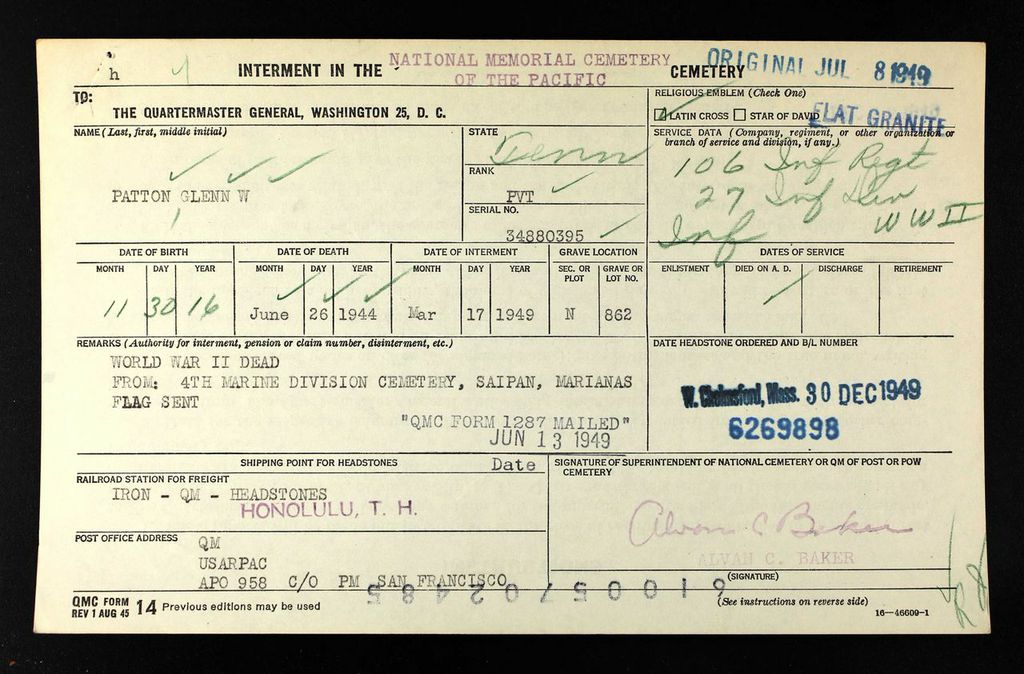 h
INTERMENT IN THE NATIONAL MEMORIAL CEMETERY OF THE PACIFIC CEMETERY
ORIGINAL JUL 8 1949
TO:
THE QUARTERMASTER GENERAL, WASHINGTON 25, D. C.
RELIGIOUS EMBLEM (Check One)
LATIN CROSS STAR OF DAVID
FLAT GRANITE
NAME (Last, first, middle initial)
PATTON GLENN W
STATE
Tenn
RANK
PVT
SERIAL NO.
34880395
SERVICE DATA (Company, regiment, or other organization or branch of service and division, if any.)
106 Inf Regt
27 Inf Div
Inf WW II
DATE OF BIRTH
MONTH DAY YEAR
11 30 16
DATE OF DEATH
MONTH DAY YEAR
June 26 1944
DATE OF INTERMENT
MONTH DAY YEAR
Mar 17 1949
GRAVE LOCATION
SEC. OR PLOT GRAVE OR LOT NO.
N 862
DATES OF SERVICE
ENLISTMENT DIED ON A. D. DISCHARGE RETIREMENT
REMARKS (Authority for interment, pension or claim number, disinterment, etc.)
WORLD WAR II DEAD
FROM: 4TH MARINE DIVISION CEMETERY, SAIPAN, MARIANAS
FLAG SENT
"QMC FORM 1287 MAILED"
JUN 13 1949
Date
DATE HEADSTONE ORDERED AND B/L NUMBER
W. Chelmsford, Mass. 30 DEC 1949
6269898
SHIPPING POINT FOR HEADSTONES
RAILROAD STATION FOR FREIGHT
IRON - QM - HEADSTONES
HONOLULU, T. H.
POST OFFICE ADDRESS
QM
USARPAC
APO 958 C/O PM SAN FRANCISCO
SIGNATURE OF SUPERINTENDENT OF NATIONAL CEMETERY OR QM OF POST OR POW CEMETERY
Alvan C Baker
ALVAN C. BAKER
(SIGNATURE)
QMC FORM 14 Previous editions may be used
REV 1 AUG 45
(See instructions on reverse side)
16—46609-1